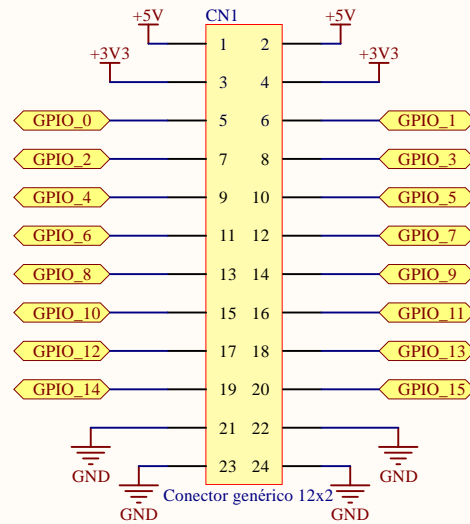 CN1
+5V 1 2 +5V
+3V3 3 4 +3V3
GPIO_0 5 6 GPIO_1
GPIO_2 7 8 GPIO_3
GPIO_4 9 10 GPIO_5
GPIO_6 11 12 GPIO_7
GPIO_8 13 14 GPIO_9
GPIO_10 15 16 GPIO_11
GPIO_12 17 18 GPIO_13
GPIO_14 19 20 GPIO_15
GND 21 22 GND
GND 23 24 GND
Conector genérico 12x2